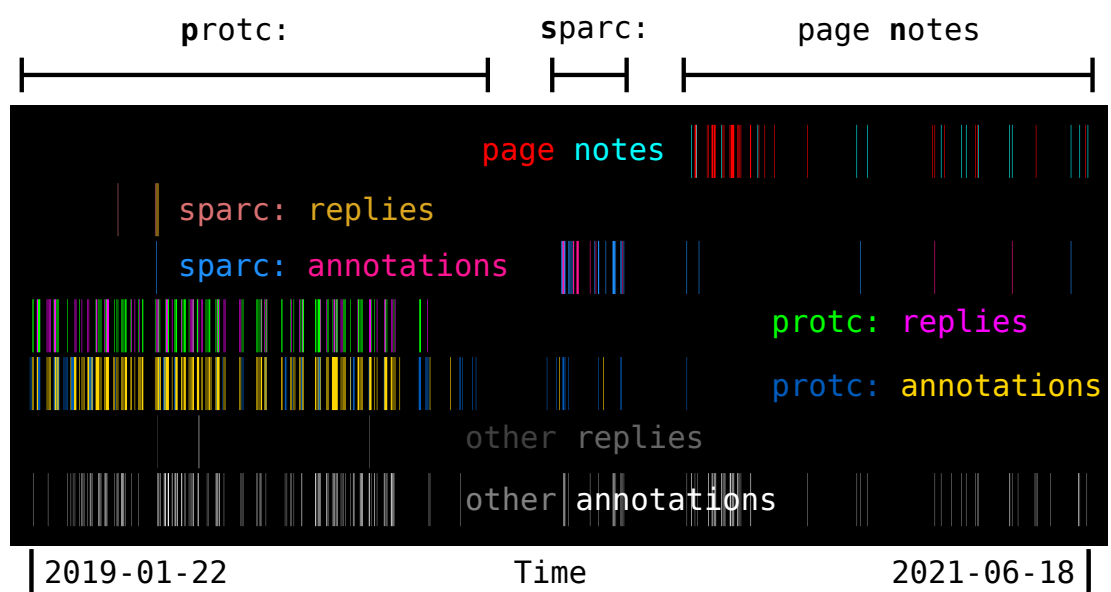 protc: sparc: page notes
page notes
sparc: replies
sparc: annotations
protc: replies
protc: annotations
other replies
other annotations
2019-01-22 Time 2021-06-18